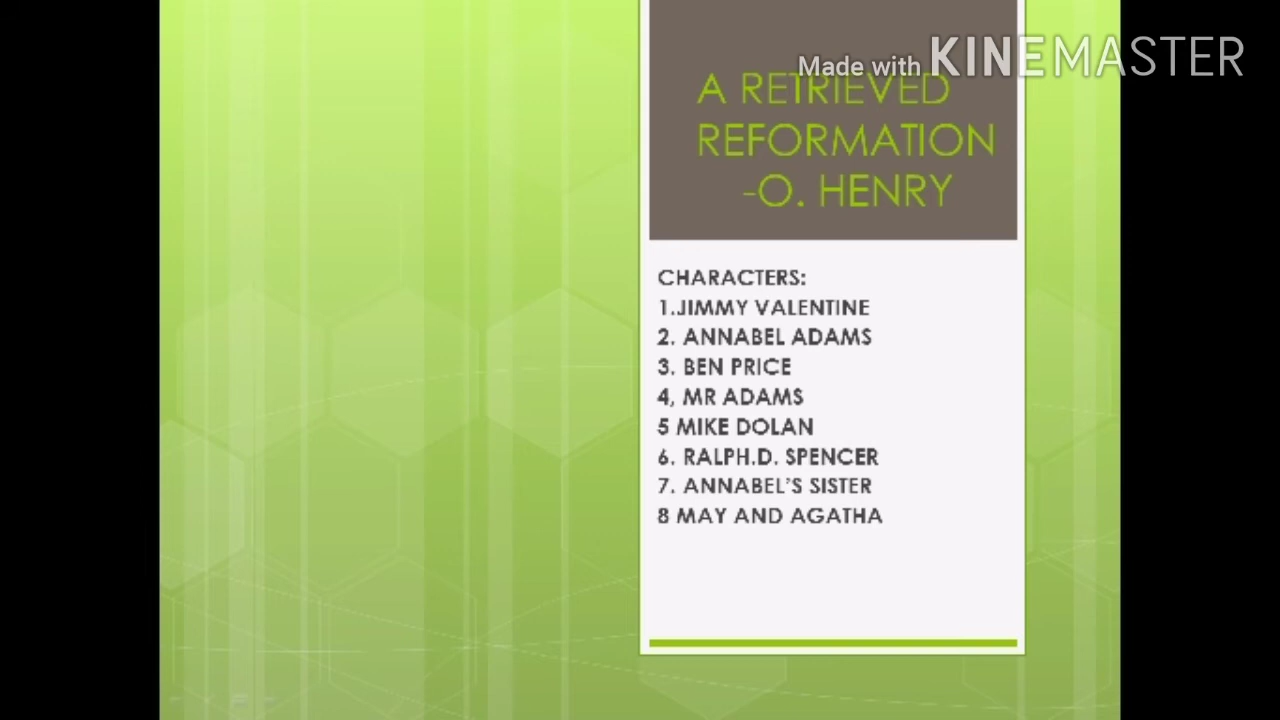 Made with KINEMASTER
A RETRIEVED
REFORMATION
-O. HENRY
CHARACTERS:
1.JIMMY VALENTINE
2. ANNABEL ADAMS
3. BEN PRICE
4, MR ADAMS
5 MIKE DOLAN
6. RALPH.D. SPENCER
7. ANNABEL'S SISTER
8 MAY AND AGATHA